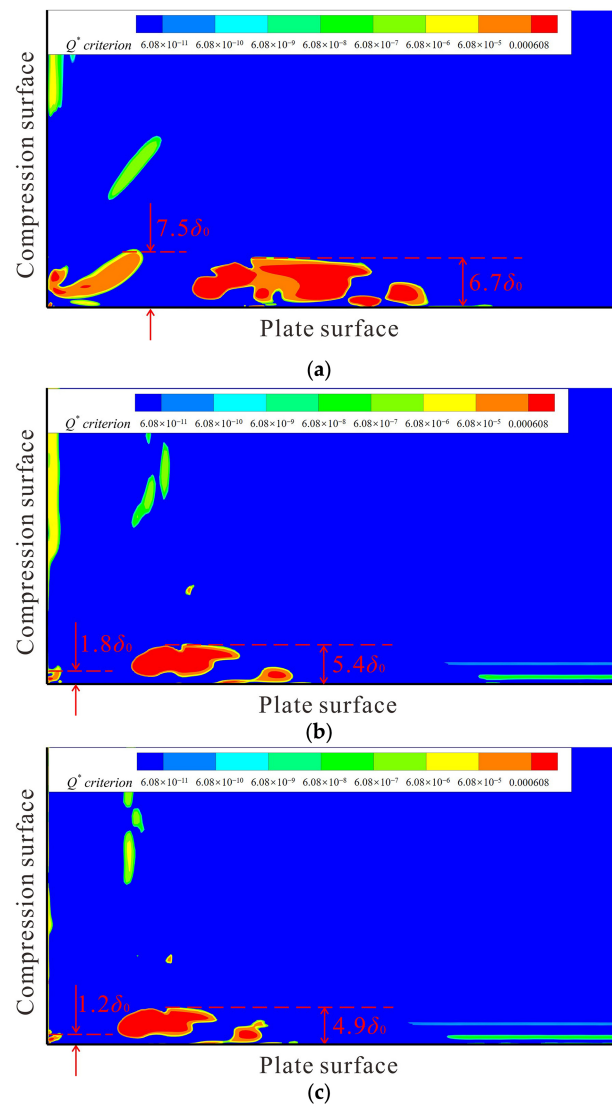 Q* criterion 6.08×10⁻¹¹ 6.08×10⁻¹⁰ 6.08×10⁻⁹ 6.08×10⁻⁸ 6.08×10⁻⁷ 6.08×10⁻⁶ 6.08×10⁻⁵ 0.000608
Compression surface
7.5δ₀
6.7δ₀
Plate surface
(a)
Q* criterion 6.08×10⁻¹¹ 6.08×10⁻¹⁰ 6.08×10⁻⁹ 6.08×10⁻⁸ 6.08×10⁻⁷ 6.08×10⁻⁶ 6.08×10⁻⁵ 0.000608
Compression surface
1.8δ₀
5.4δ₀
Plate surface
(b)
Q* criterion 6.08×10⁻¹¹ 6.08×10⁻¹⁰ 6.08×10⁻⁹ 6.08×10⁻⁸ 6.08×10⁻⁷ 6.08×10⁻⁶ 6.08×10⁻⁵ 0.000608
Compression surface
1.2δ₀
4.9δ₀
Plate surface
(c)